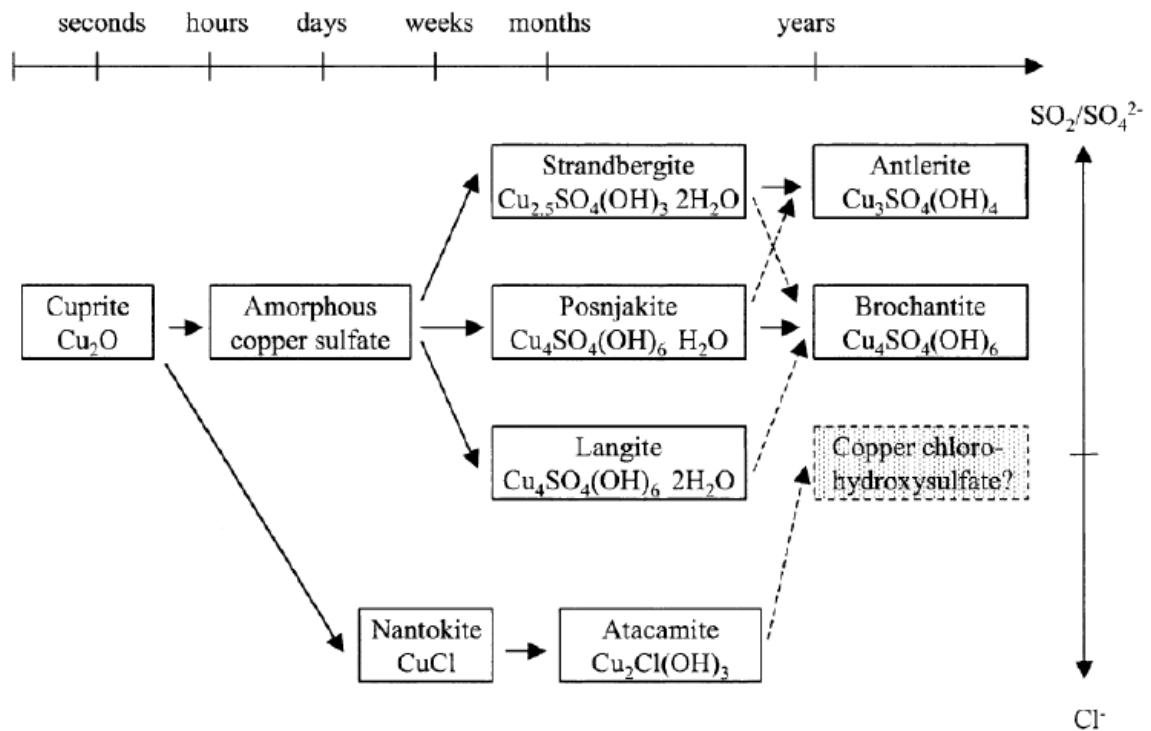 seconds hours days weeks months years
SO₂/SO₄²⁻
Strandbergite
Cu₂.₅SO₄(OH)₃ 2H₂O
Antlerite
Cu₃SO₄(OH)₄
Cuprite
Cu₂O
Amorphous
copper sulfate
Posnjakite
Cu₄SO₄(OH)₆ H₂O
Brochantite
Cu₄SO₄(OH)₆
Langite
Cu₄SO₄(OH)₆ 2H₂O
Copper chloro-
hydroxysulfate?
Nantokite
CuCl
Atacamite
Cu₂Cl(OH)₃
Cl⁻